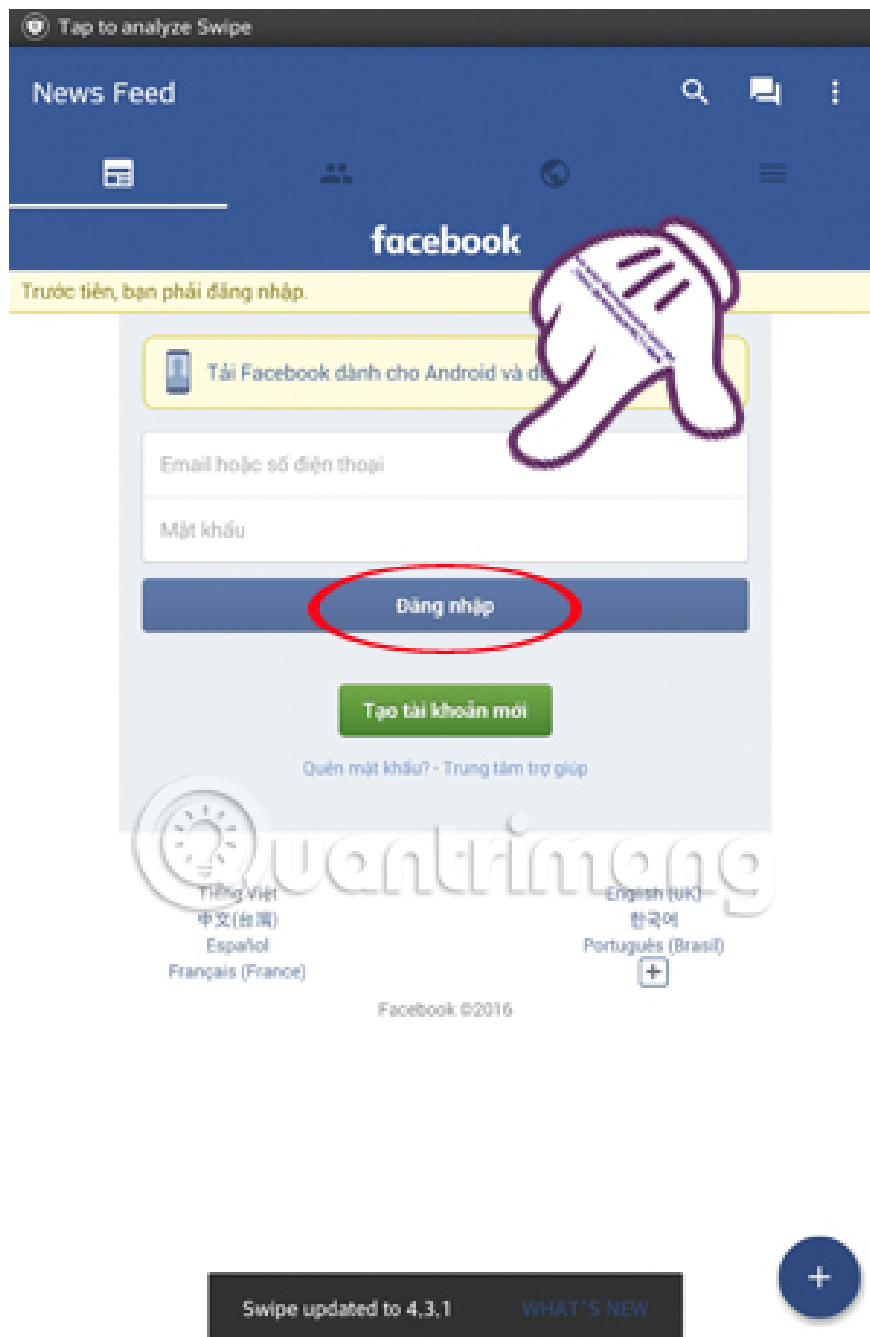 Tap to analyze Swipe
News Feed
facebook
Trước tiên, bạn phải đăng nhập.
Tải Facebook dành cho Android và
Email hoặc số điện thoại
Mật khẩu
Đăng nhập
Tạo tài khoản mới
Quên mật khẩu? - Trung tâm trợ giúp
Quantrimang
Tiếng Việt English (UK)
中文(台灣) 한국어
Español Português (Brasil)
Français (France) +
Facebook ©2016
+
Swipe updated to 4.3.1 WHAT'S NEW